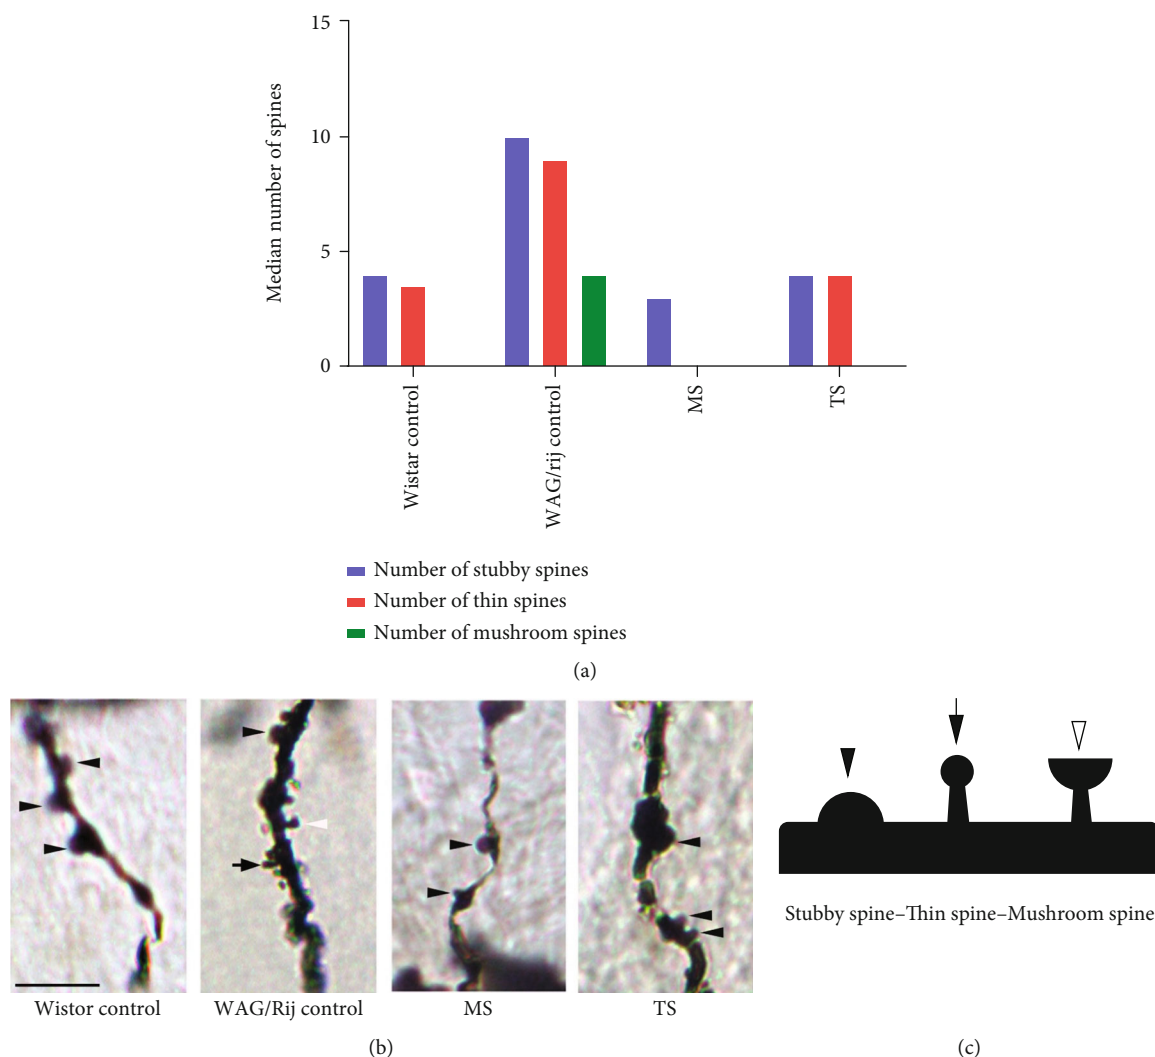 15
10
5
0
Median number of spines
Wistar control
WAG/rij control
MS
TS
Number of stubby spines
Number of thin spines
Number of mushroom spines
(a)
Wistor control
WAG/Rij control
MS
TS
(b)
Stubby spine–Thin spine–Mushroom spine
(c)